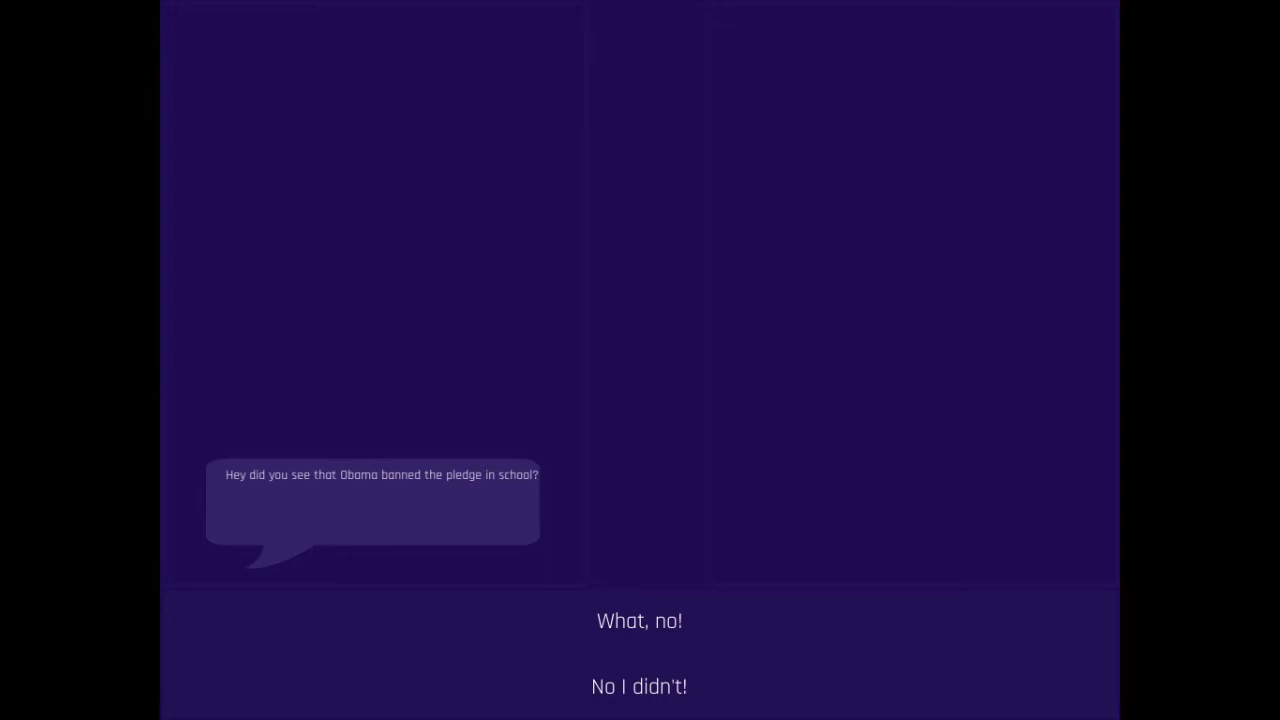 Hey did you see that Obama banned the pledge in school?
What, no!
No I didn't!